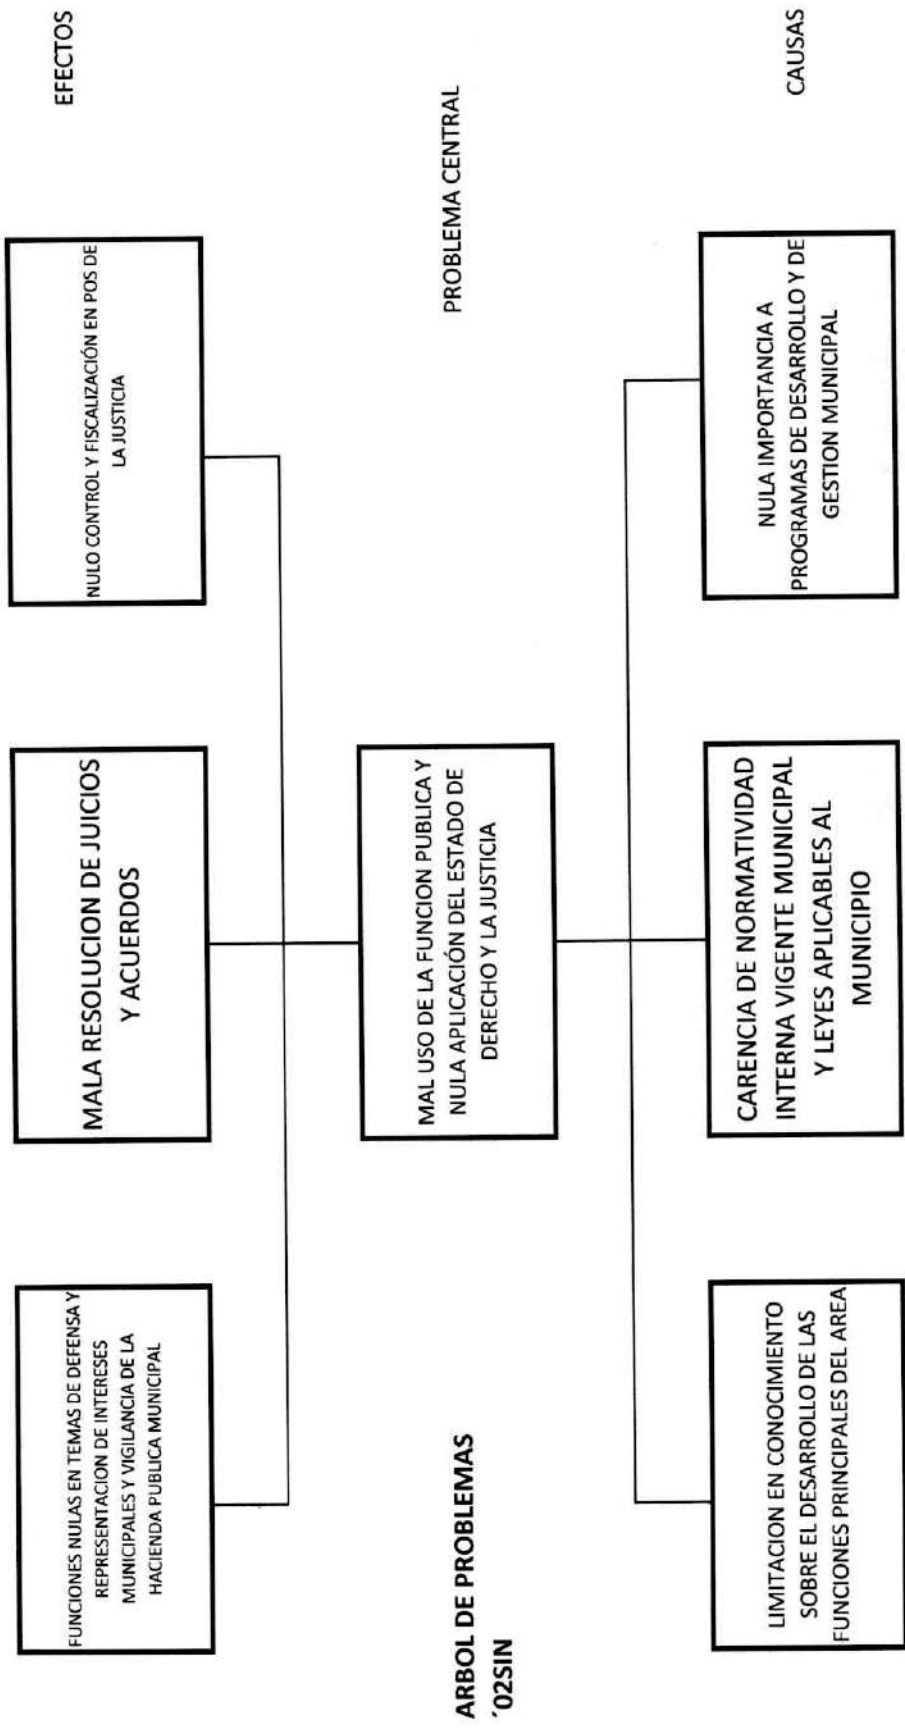 FUNCIONES NULAS EN TEMAS DE DEFENSA Y
REPRESENTACION DE INTERESES
MUNICIPALES Y VIGILANCIA DE LA
HACIENDA PUBLICA MUNICIPAL
MALA RESOLUCION DE JUICIOS
Y ACUERDOS
NULO CONTROL Y FISCALIZACIÓN EN POS DE
LA JUSTICIA
EFECTOS
ARBOL DE PROBLEMAS
´02SIN
MAL USO DE LA FUNCION PUBLICA Y
NULA APLICACIÓN DEL ESTADO DE
DERECHO Y LA JUSTICIA
PROBLEMA CENTRAL
LIMITACION EN CONOCIMIENTO
SOBRE EL DESARROLLO DE LAS
FUNCIONES PRINCIPALES DEL AREA
CARENCIA DE NORMATIVIDAD
INTERNA VIGENTE MUNICIPAL
Y LEYES APLICABLES AL
MUNICIPIO
NULA IMPORTANCIA A
PROGRAMAS DE DESARROLLO Y DE
GESTION MUNICIPAL
CAUSAS